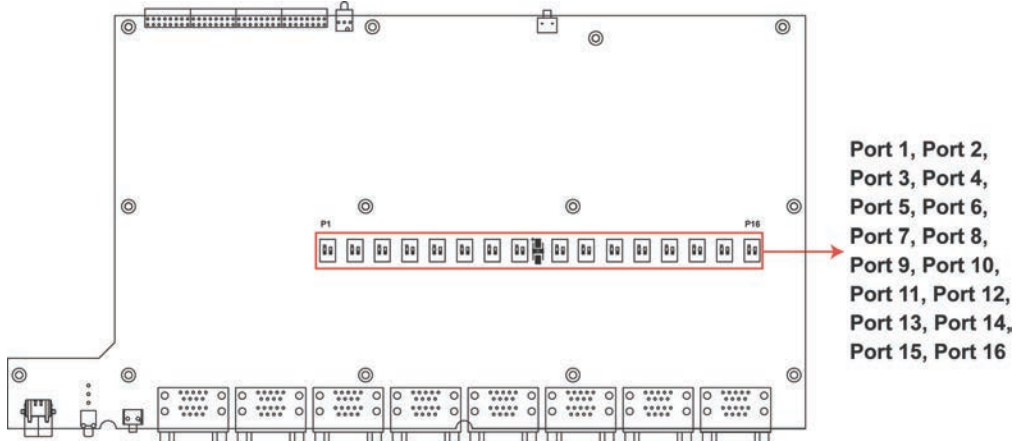 P1
P16
Port 1, Port 2,
Port 3, Port 4,
Port 5, Port 6,
Port 7, Port 8,
Port 9, Port 10,
Port 11, Port 12,
Port 13, Port 14,
Port 15, Port 16